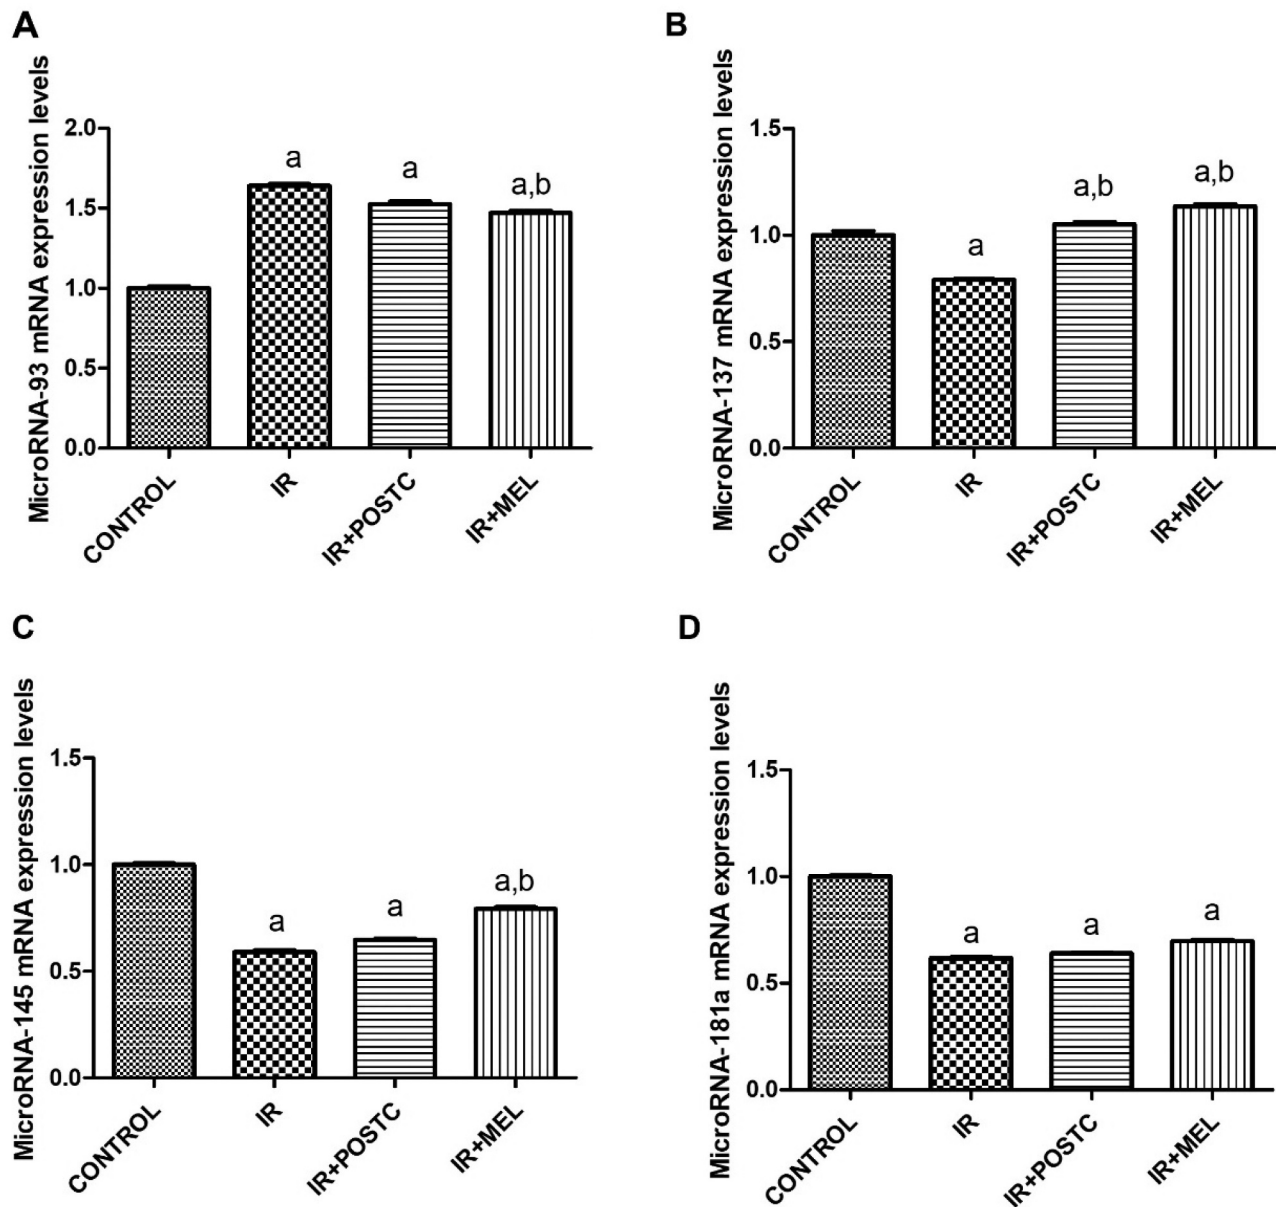 A
MicroRNA-93 mRNA expression levels
2.0
1.5
1.0
0.5
0.0
a
a
a,b
CONTROL
IR
IR+POSTC
IR+MEL
B
MicroRNA-137 mRNA expression levels
1.5
1.0
0.5
0.0
a
a,b
a,b
CONTROL
IR
IR+POSTC
IR+MEL
C
MicroRNA-145 mRNA expression levels
1.5
1.0
0.5
0.0
a
a
a,b
CONTROL
IR
IR+POSTC
IR+MEL
D
MicroRNA-181a mRNA expression levels
1.5
1.0
0.5
0.0
a
a
a
CONTROL
IR
IR+POSTC
IR+MEL